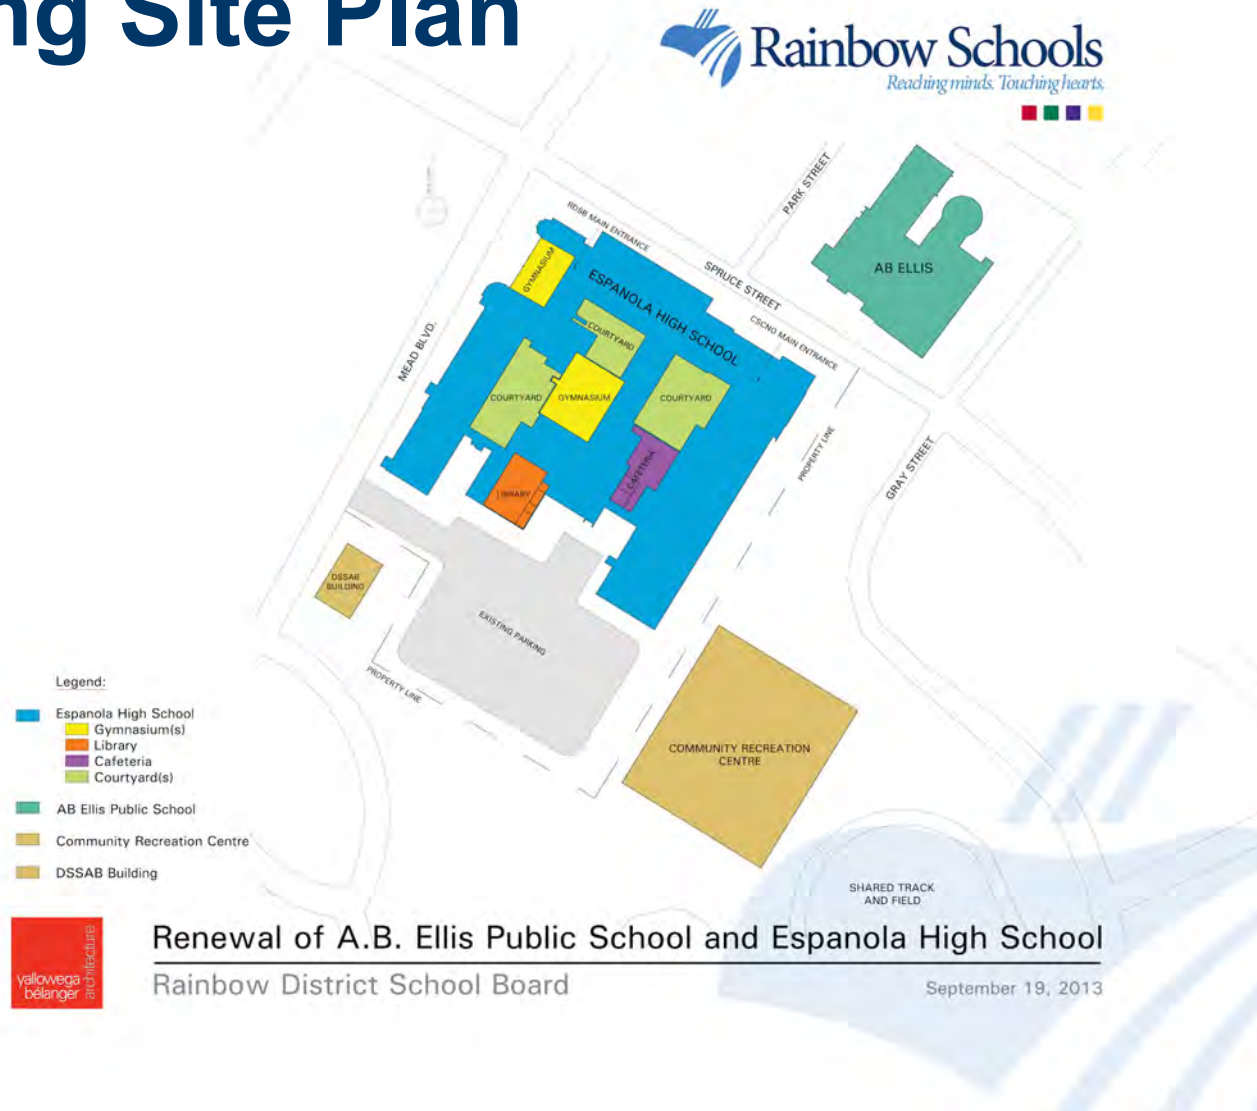 ng Site Plan
Rainbow Schools
Reaching minds. Touching hearts.
PARK STREET
RDSB MAIN ENTRANCE
SPRUCE STREET
AB ELLIS
GYMNASIUM
ESPANOLA HIGH SCHOOL
CSCNO MAIN ENTRANCE
COURTYARD
MEAD BLVD.
COURTYARD
GYMNASIUM
COURTYARD
PROPERTY LINE
GRAY STREET
CAFETERIA
LIBRARY
DSSAB
BUILDING
EXISTING PARKING
PROPERTY LINE
Legend:
Espanola High School
Gymnasium(s)
Library
Cafeteria
Courtyard(s)
AB Ellis Public School
Community Recreation Centre
DSSAB Building
COMMUNITY RECREATION
CENTRE
SHARED TRACK
AND FIELD
yallowega
bélanger
architecture
Renewal of A.B. Ellis Public School and Espanola High School
Rainbow District School Board
September 19, 2013